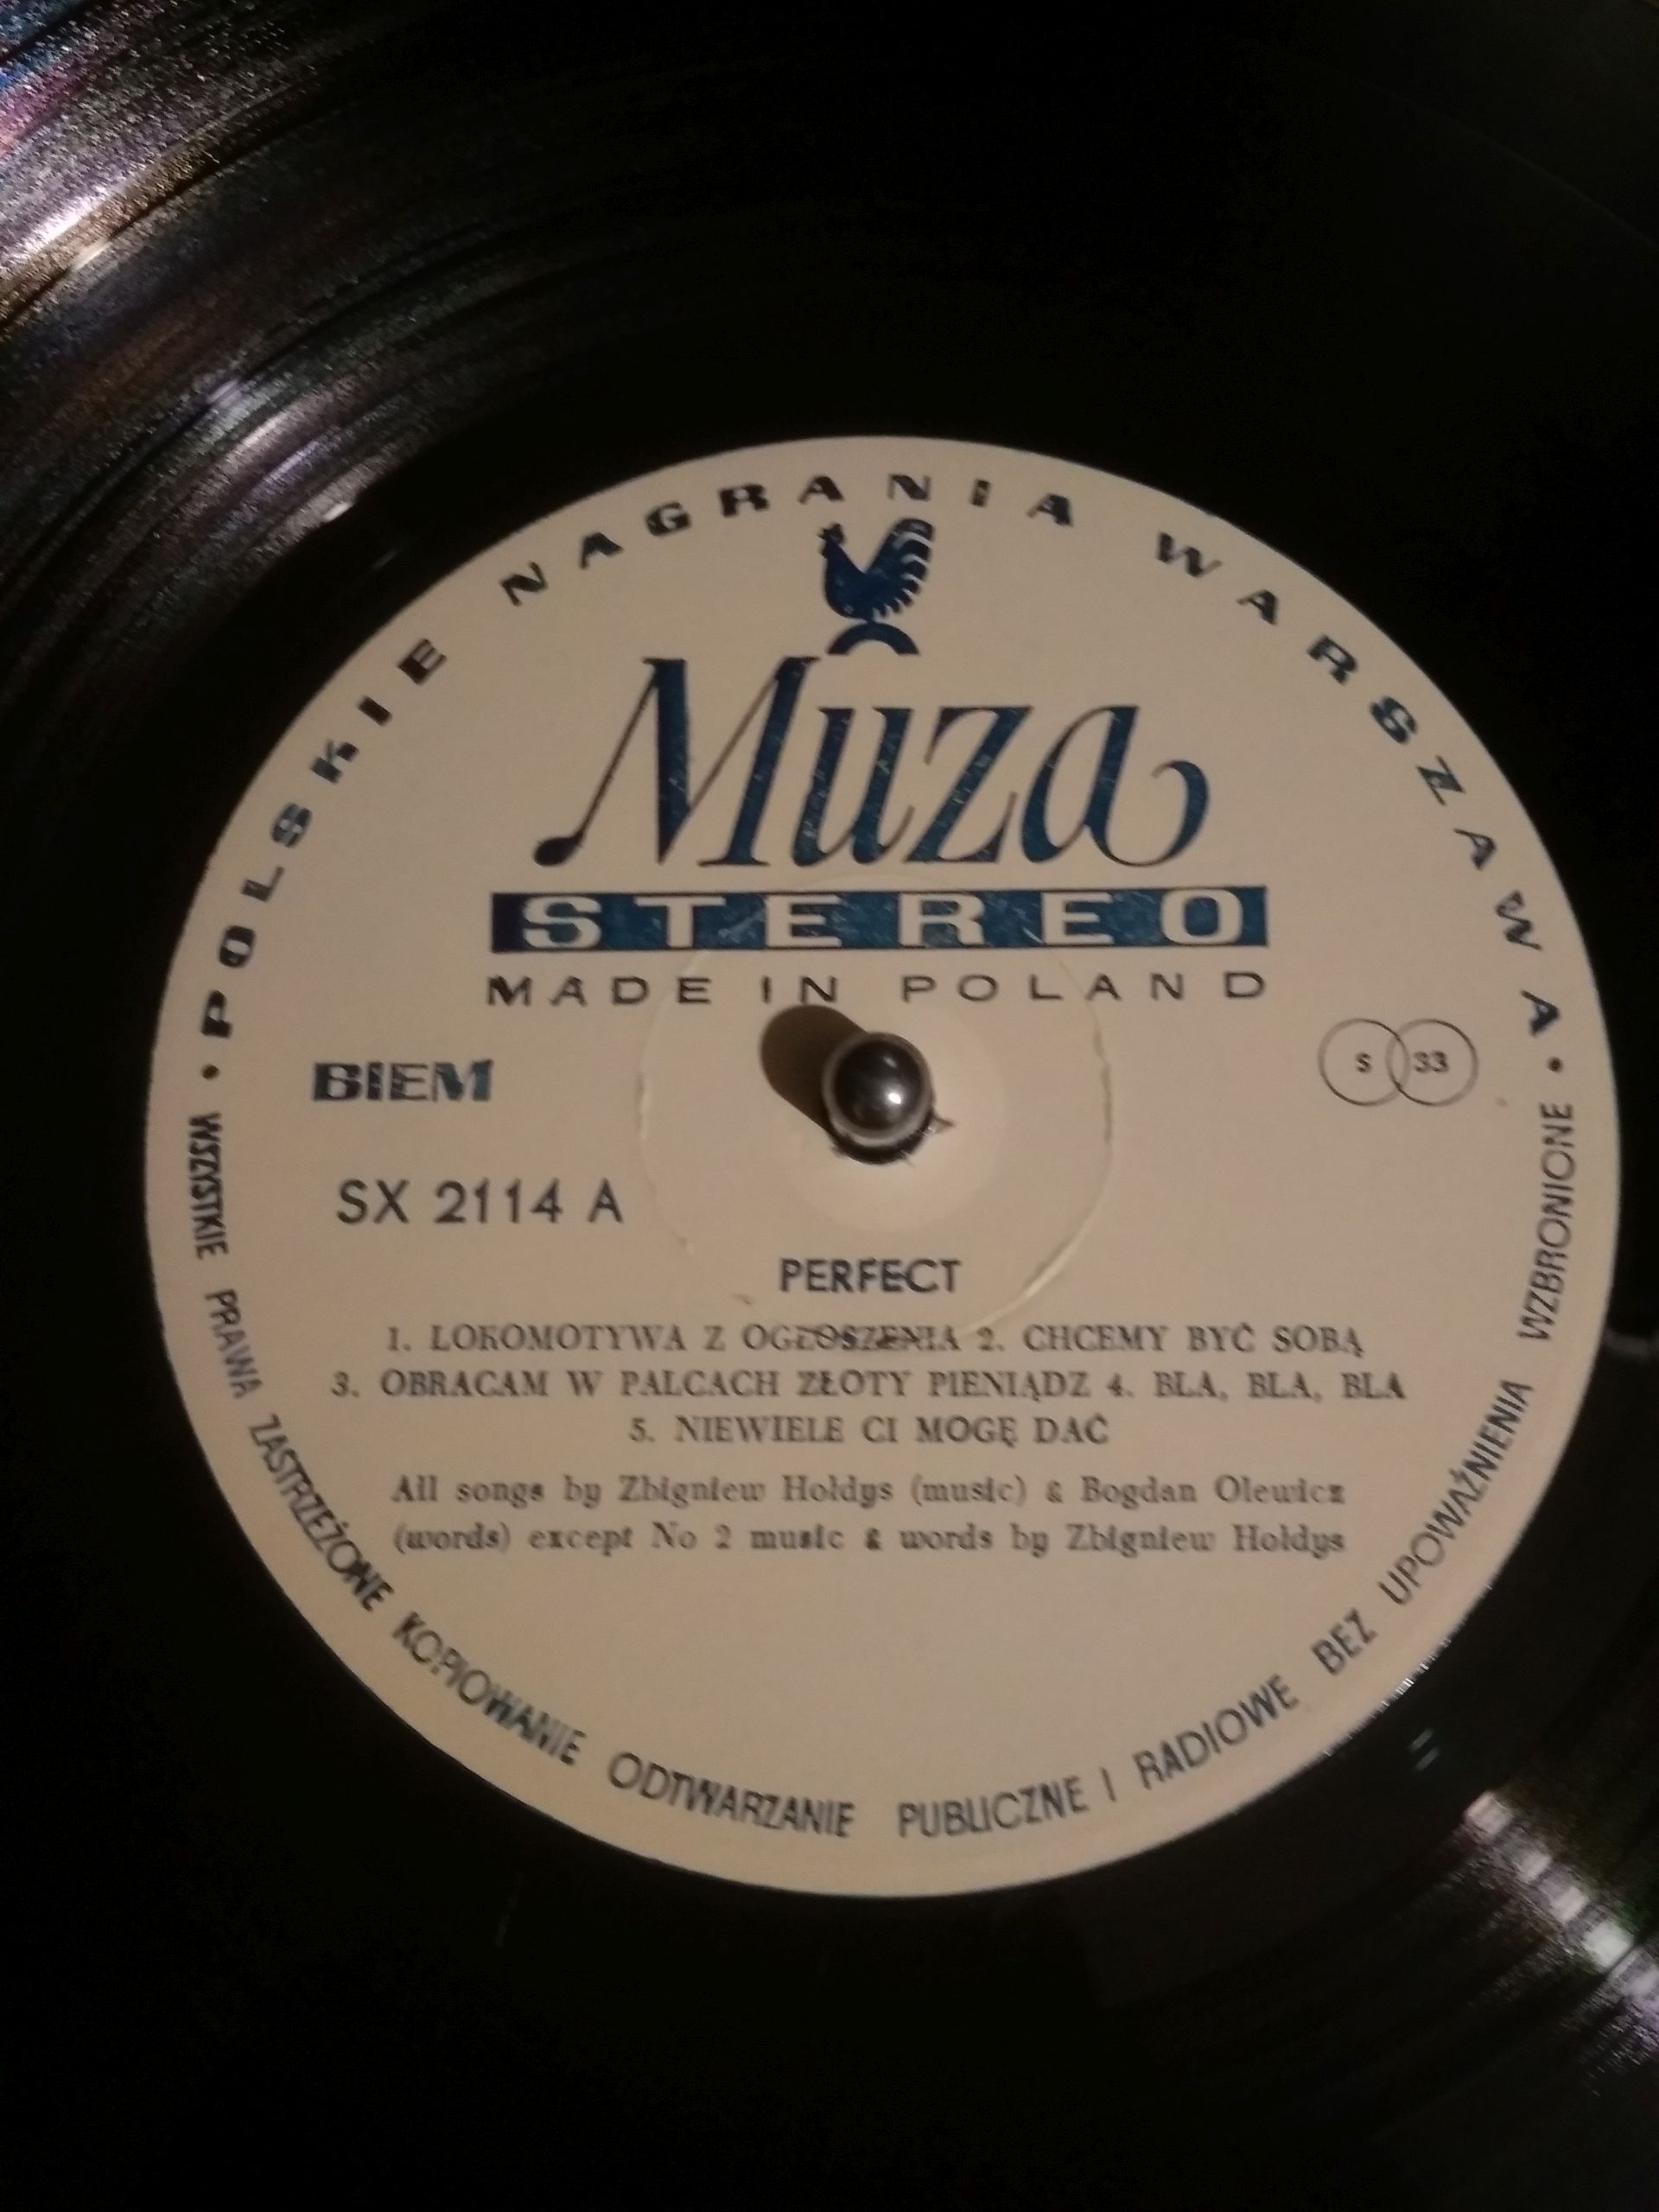 POLSKIE NAGRANIA WARSZAWA
Muza
STEREO
MADE IN POLAND
BIEM
S 33
SX 2114 A
PERFECT
1. LOKOMOTYWA Z OGŁOSZENIA 2. CHCEMY BYĆ SOBĄ
3. OBRACAM W PALCACH ZŁOTY PIENIĄDZ 4. BLA, BLA, BLA
5. NIEWIELE CI MOGĘ DAĆ
All songs by Zbigniew Hołdys (music) & Bogdan Olewicz
(words) except No 2 music & words by Zbigniew Hołdys
• WSZYSTKIE PRAWA ZASTRZEŻONE KOPIOWANIE ODTWARZANIE PUBLICZNE I RADIOWE BEZ UPOWAŻNIENIA WZBRONIONE •